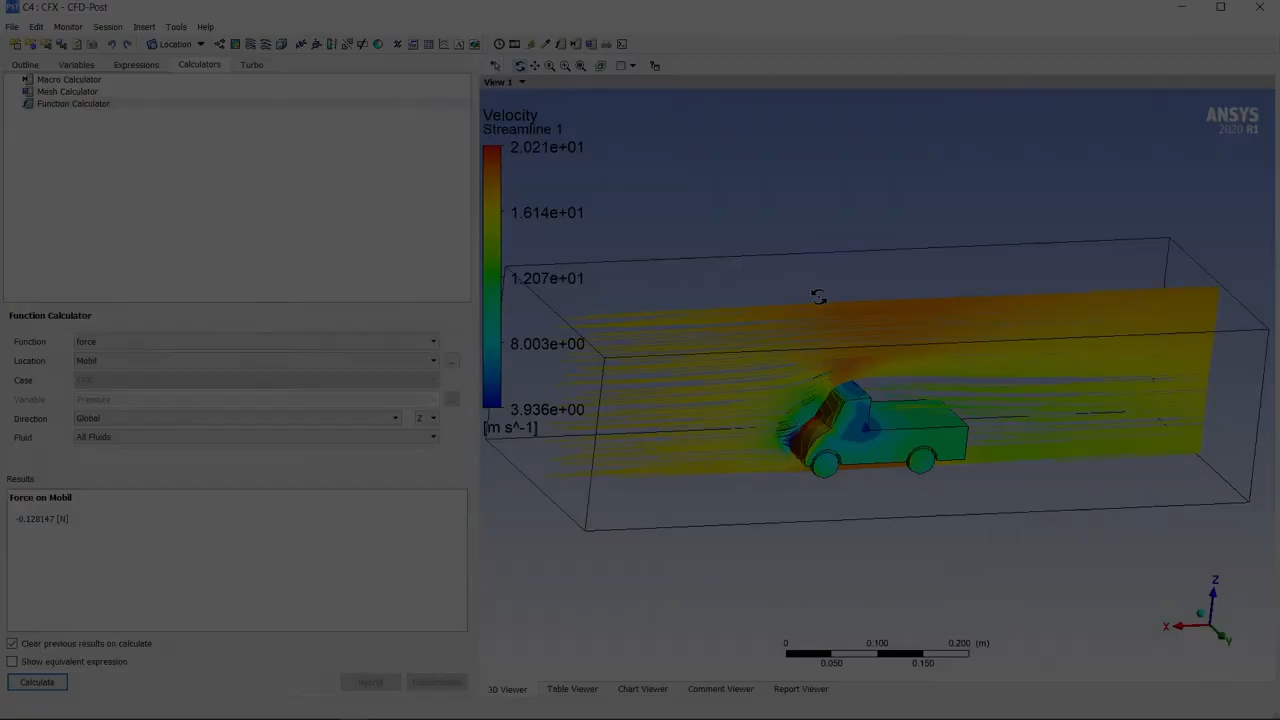 C4 : CFX - CFD-Post
File Edit Monitor Session Insert Tools Help
Location
Outline Variables Expressions Calculators Turbo
Macro Calculator
Mesh Calculator
Function Calculator
Function Calculator
Function force
Location Mobil
Case CFX
Variable Pressure
Direction Global Z
Fluid All Fluids
Results
Force on Mobil
-0.128147 [N]
Clear previous results on calculate
Show equivalent expression
Calculate Hybrid
View 1
Velocity
Streamline 1
2.021e+01
1.614e+01
1.207e+01
8.003e+00
3.936e+00
[m s^-1]
ANSYS
2020 R1
Z
X
Y
0 0.100 0.200 (m)
0.050 0.150
3D Viewer Table Viewer Chart Viewer Comment Viewer Report Viewer